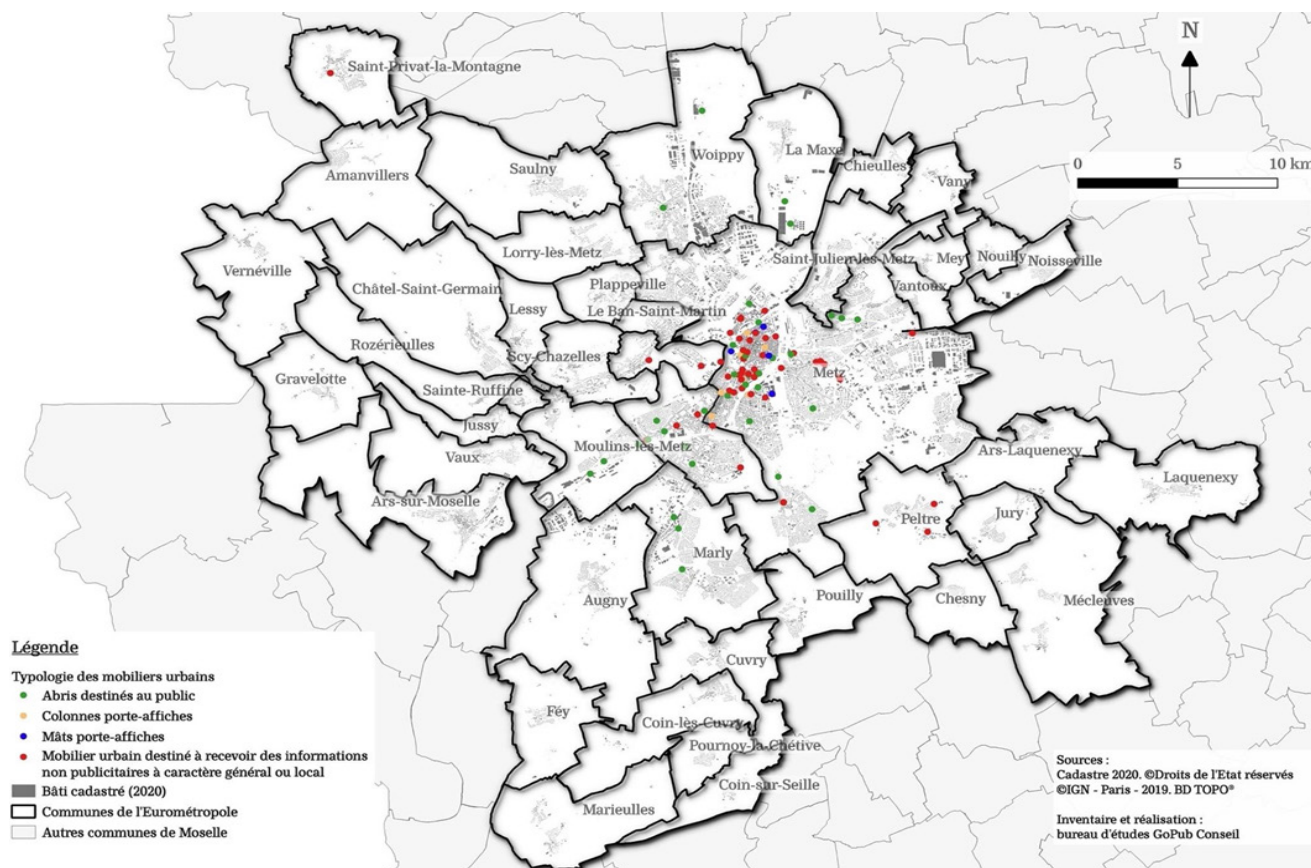 N
Saint-Privat-la-Montagne
La Maxe
Woippy
Chieulles
Saulny
Amanvillers
Vany
0 5 10 km
Lorry-lès-Metz
Saint-Julien-lès-Metz
Mey
Nouilly
Noisseville
Vernéville
Plappeville
Vantoux
Châtel-Saint-Germain
Lessy
Le Ban-Saint-Martin
Rozérieulles
Scy-Chazelles
Metz
Gravelotte
Sainte-Ruffine
Jussy
Moulins-lès-Metz
Ars-Laquenexy
Vaux
Laquenexy
Ars-sur-Moselle
Peltre
Jury
Marly
Augny
Pouilly
Chesny
Mécleuves
Cuvry
Féy
Coin-lès-Cuvry
Pournoy-la-Chétive
Coin-sur-Seille
Marieulles
Légende
Typologie des mobiliers urbains
Abris destinés au public
Colonnes porte-affiches
Mâts porte-affiches
Mobilier urbain destiné à recevoir des informations
non publicitaires à caractère général ou local
Bâti cadastré (2020)
Communes de l'Eurométropole
Autres communes de Moselle
Sources :
Cadastre 2020. ©Droits de l'Etat réservés
©IGN - Paris - 2019. BD TOPO®
Inventaire et réalisation :
bureau d'études GoPub Conseil